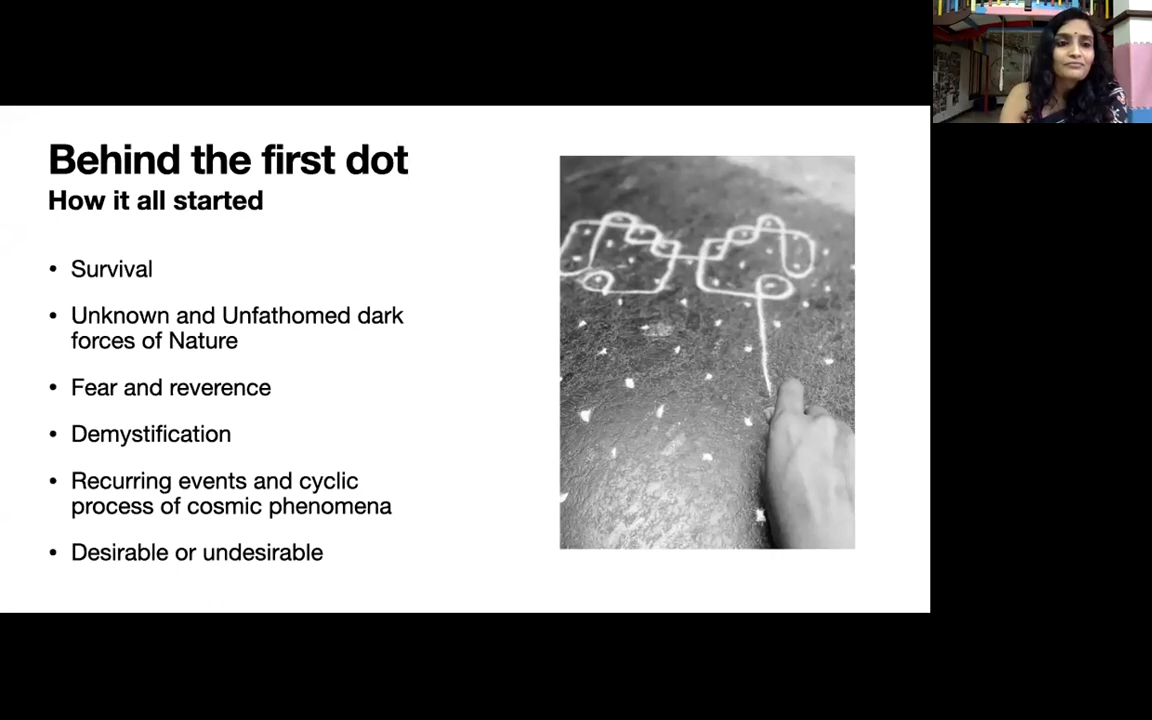 Behind the first dot
How it all started
• Survival
• Unknown and Unfathomed dark
forces of Nature
• Fear and reverence
• Demystification
• Recurring events and cyclic
process of cosmic phenomena
• Desirable or undesirable